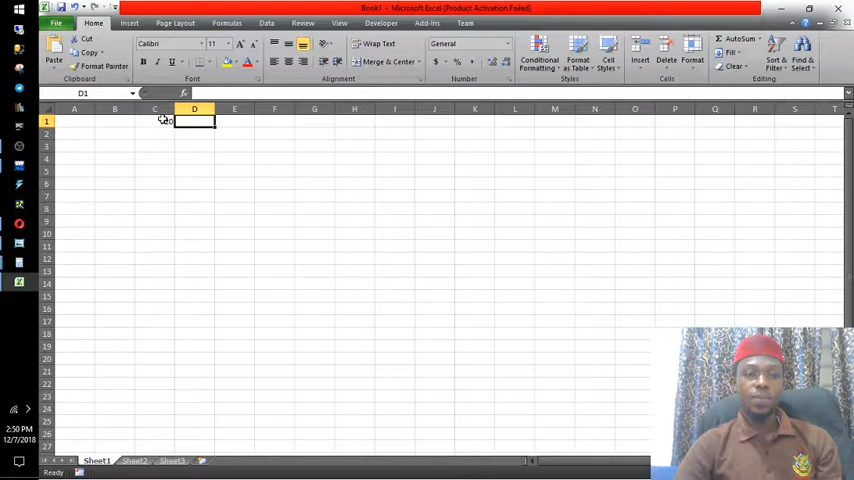 Book1 – Microsoft Excel (Product Activation Failed)
File Home Insert Page Layout Formulas Data Review View Developer Add-Ins Team
Cut
Copy
Format Painter
Paste
Clipboard
Calibri 11
B I U
Font
Wrap Text
Merge & Center
Alignment
General
$ % ,
Number
Conditional Formatting
Format as Table
Cell Styles
Styles
Insert Delete Format
Cells
AutoSum
Fill
Clear
Sort & Filter
Find & Select
Editing
D1 fx
A B C D E F G H I J K L M N O P Q R S T
1
2
3
4
5
6
7
8
9
10
11
12
13
14
15
16
17
18
19
20
21
22
23
24
25
26
27
Sheet1 Sheet2 Sheet3
Ready
2:50 PM
12/7/2018